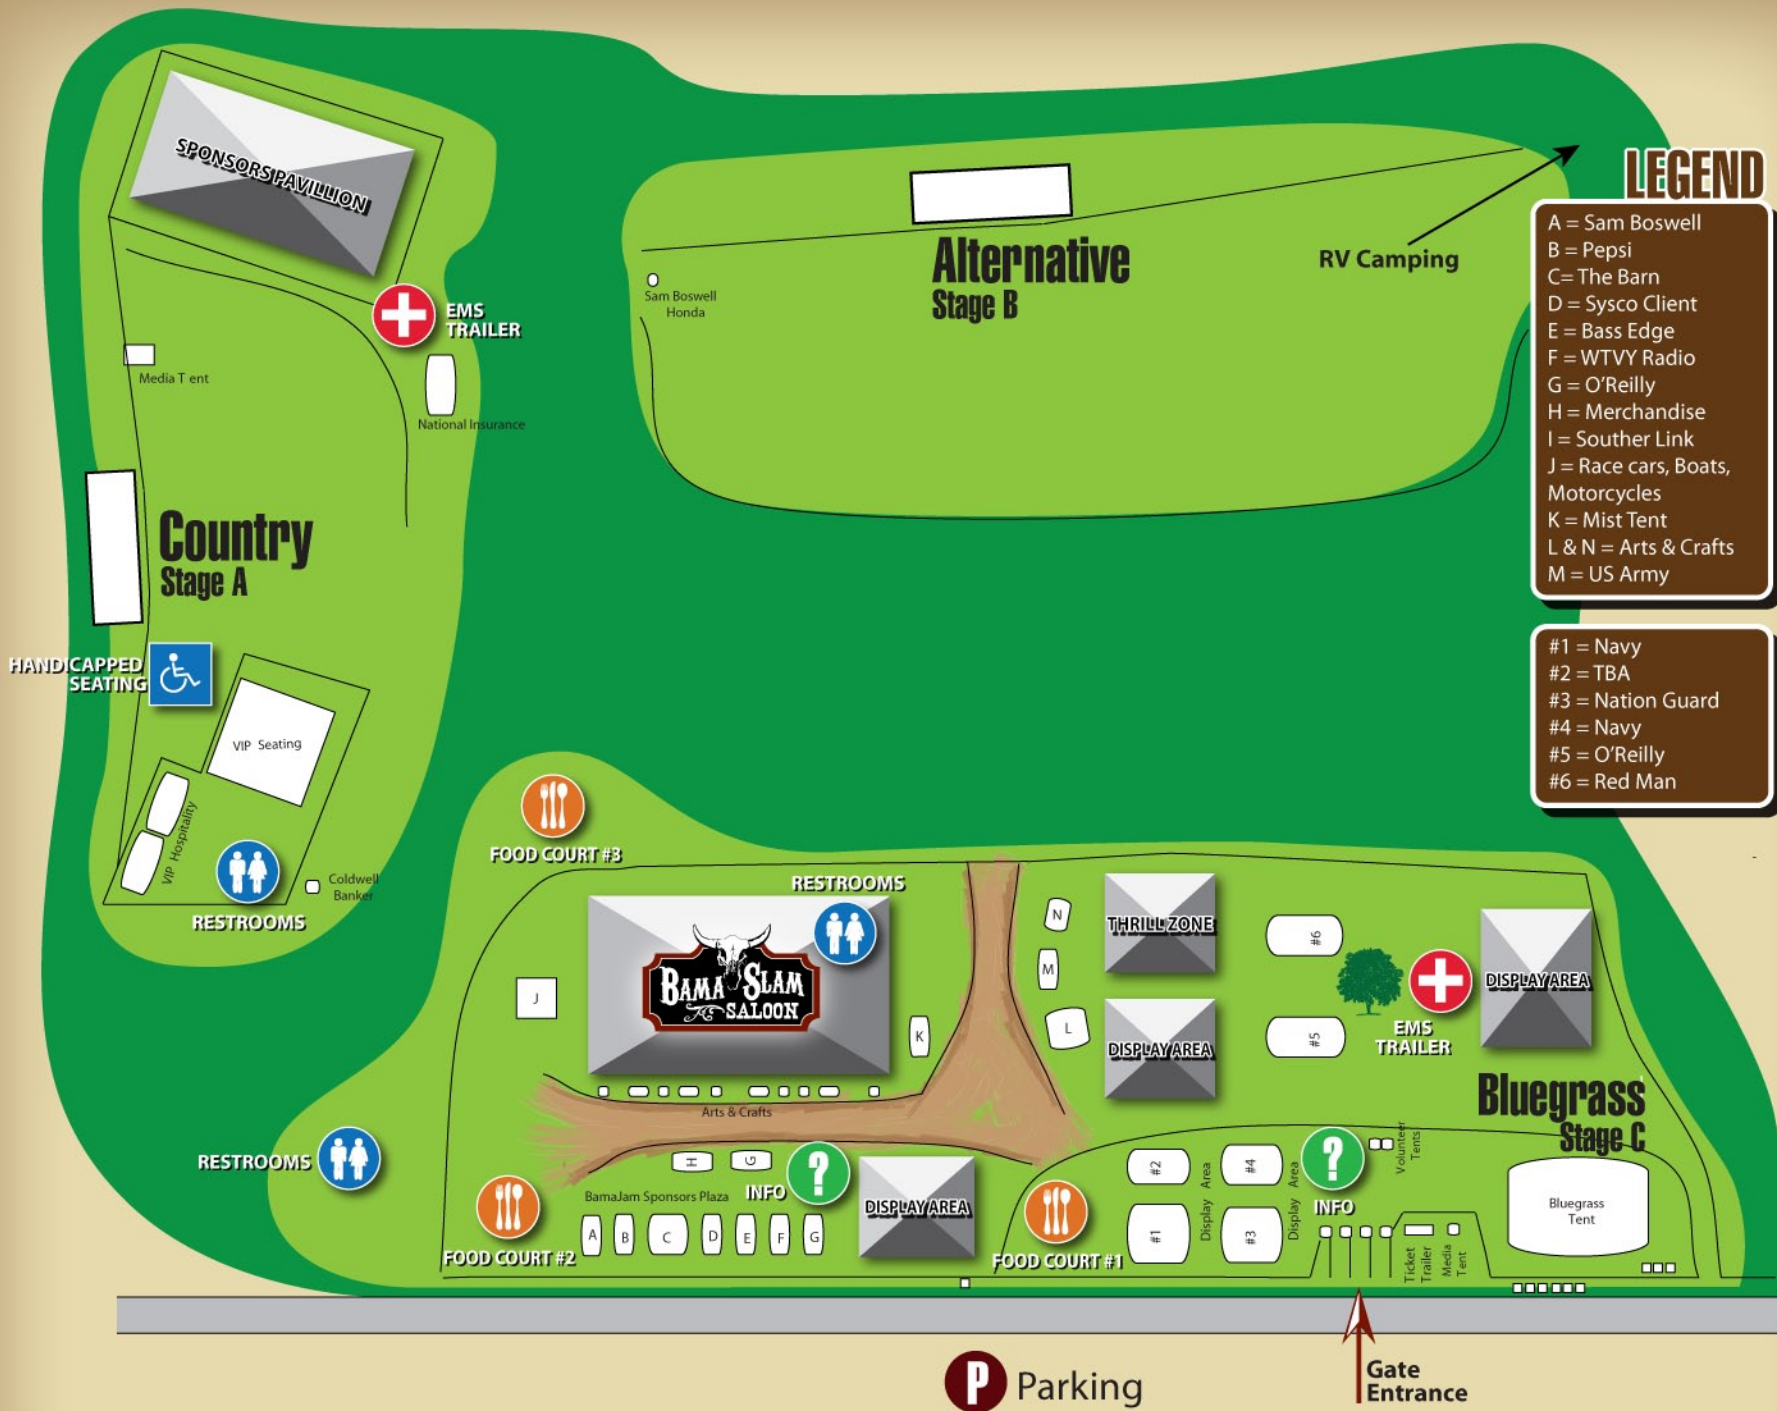 SPONSORS PAVILLION
EMS
TRAILER
Media T ent
National Insurance
Country
Stage A
HANDICAPPED
SEATING
VIP Seating
VIP Hospitality
RESTROOMS
Coldwell
Banker
Sam Boswell
Honda
Alternative
Stage B
RV Camping
LEGEND
A = Sam Boswell
B = Pepsi
C= The Barn
D = Sysco Client
E = Bass Edge
F = WTVY Radio
G = O'Reilly
H = Merchandise
I = Souther Link
J = Race cars, Boats,
Motorcycles
K = Mist Tent
L & N = Arts & Crafts
M = US Army
#1 = Navy
#2 = TBA
#3 = Nation Guard
#4 = Navy
#5 = O'Reilly
#6 = Red Man
FOOD COURT #3
RESTROOMS
BAMA SLAM
SALOON
J
K
Arts & Crafts
N
M
L
THRILL ZONE
DISPLAY AREA
#6
#5
EMS
TRAILER
DISPLAY AREA
Bluegrass
Stage C
RESTROOMS
H
G
?
INFO
BamaJam Sponsors Plaza
A
B
C
D
E
F
G
DISPLAY AREA
FOOD COURT #2
FOOD COURT #1
#2
#1
Display Area
#4
#3
Display Area
?
INFO
Volunteer
Tents
Ticket
Trailer
Media
Tent
Bluegrass
Tent
P Parking
Gate
Entrance